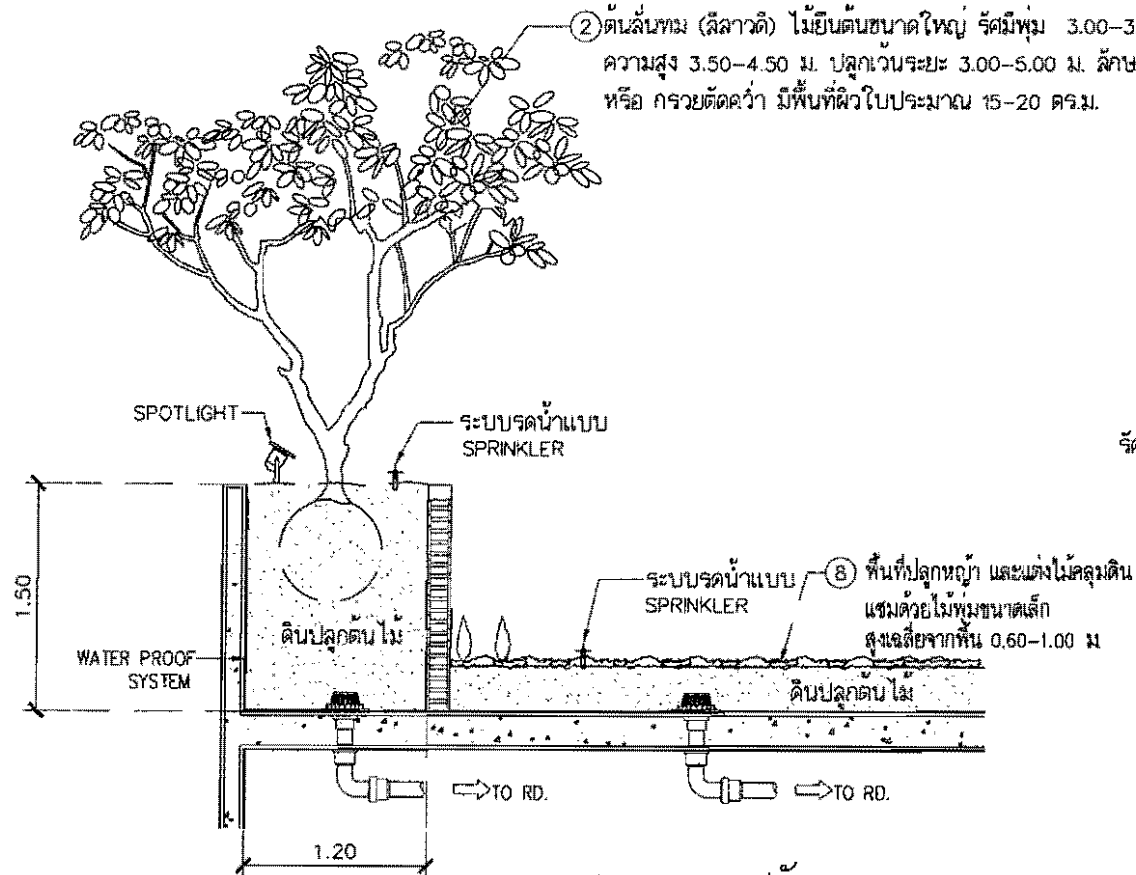 ② ต้นลั่นทม (ลีลาวดี) ไม้ยืนต้นขนาดใหญ่ รัศมีพุ่ม 3.00-3
ความสูง 3.50-4.50 ม. ปลูกเว้นระยะ 3.00-5.00 ม. ลักษ
หรือ กรวยตัดคว่ำ มีพื้นที่ผิวใบประมาณ 15-20 ตร.ม.
SPOTLIGHT
ระบบรดน้ำแบบ
SPRINKLER
รัศ
1.50
ระบบรดน้ำแบบ
SPRINKLER
⑧ พื้นที่ปลูกหญ้า และแต่งไม้คลุมดิน
แซมด้วยไม้พุ่มขนาดเล็ก
สูงเฉลี่ยจากพื้น 0.60-1.00 ม
ดินปลูกต้นไม้
WATER PROOF
SYSTEM
ดินปลูกต้นไม้
TO RD.
TO RD.
1.20